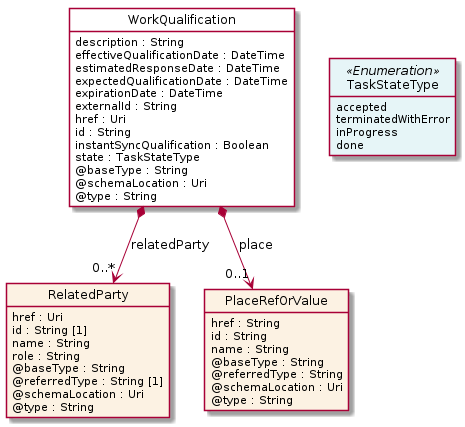 WorkQualification
description : String
effectiveQualificationDate : DateTime
estimatedResponseDate : DateTime
expectedQualificationDate : DateTime
expirationDate : DateTime
externalId : String
href : Uri
id : String
instantSyncQualification : Boolean
state : TaskStateType
@baseType : String
@schemaLocation : Uri
@type : String
«Enumeration»
TaskStateType
accepted
terminatedWithError
inProgress
done
relatedParty
place
0..*
0..1
RelatedParty
href : Uri
id : String [1]
name : String
role : String
@baseType : String
@referredType : String [1]
@schemaLocation : Uri
@type : String
PlaceRefOrValue
href : String
id : String
name : String
@baseType : String
@referredType : String
@schemaLocation : Uri
@type : String